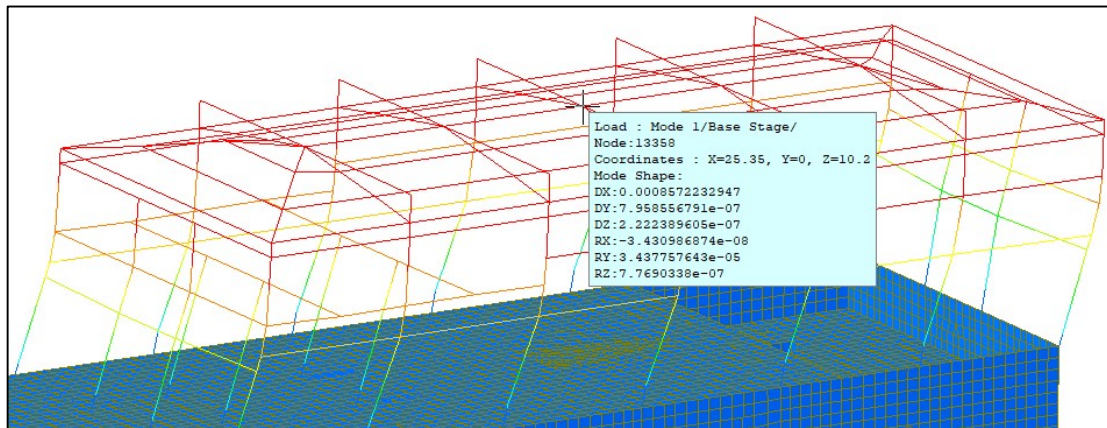 Load : Mode 1/Base Stage/
Node:13358
Coordinates : X=25.35, Y=0, Z=10.2
Mode Shape:
DX:0.0008572232947
DY:7.958556791e-07
DZ:2.222389605e-07
RX:-3.430986874e-08
RY:3.437757643e-05
RZ:7.7690338e-07